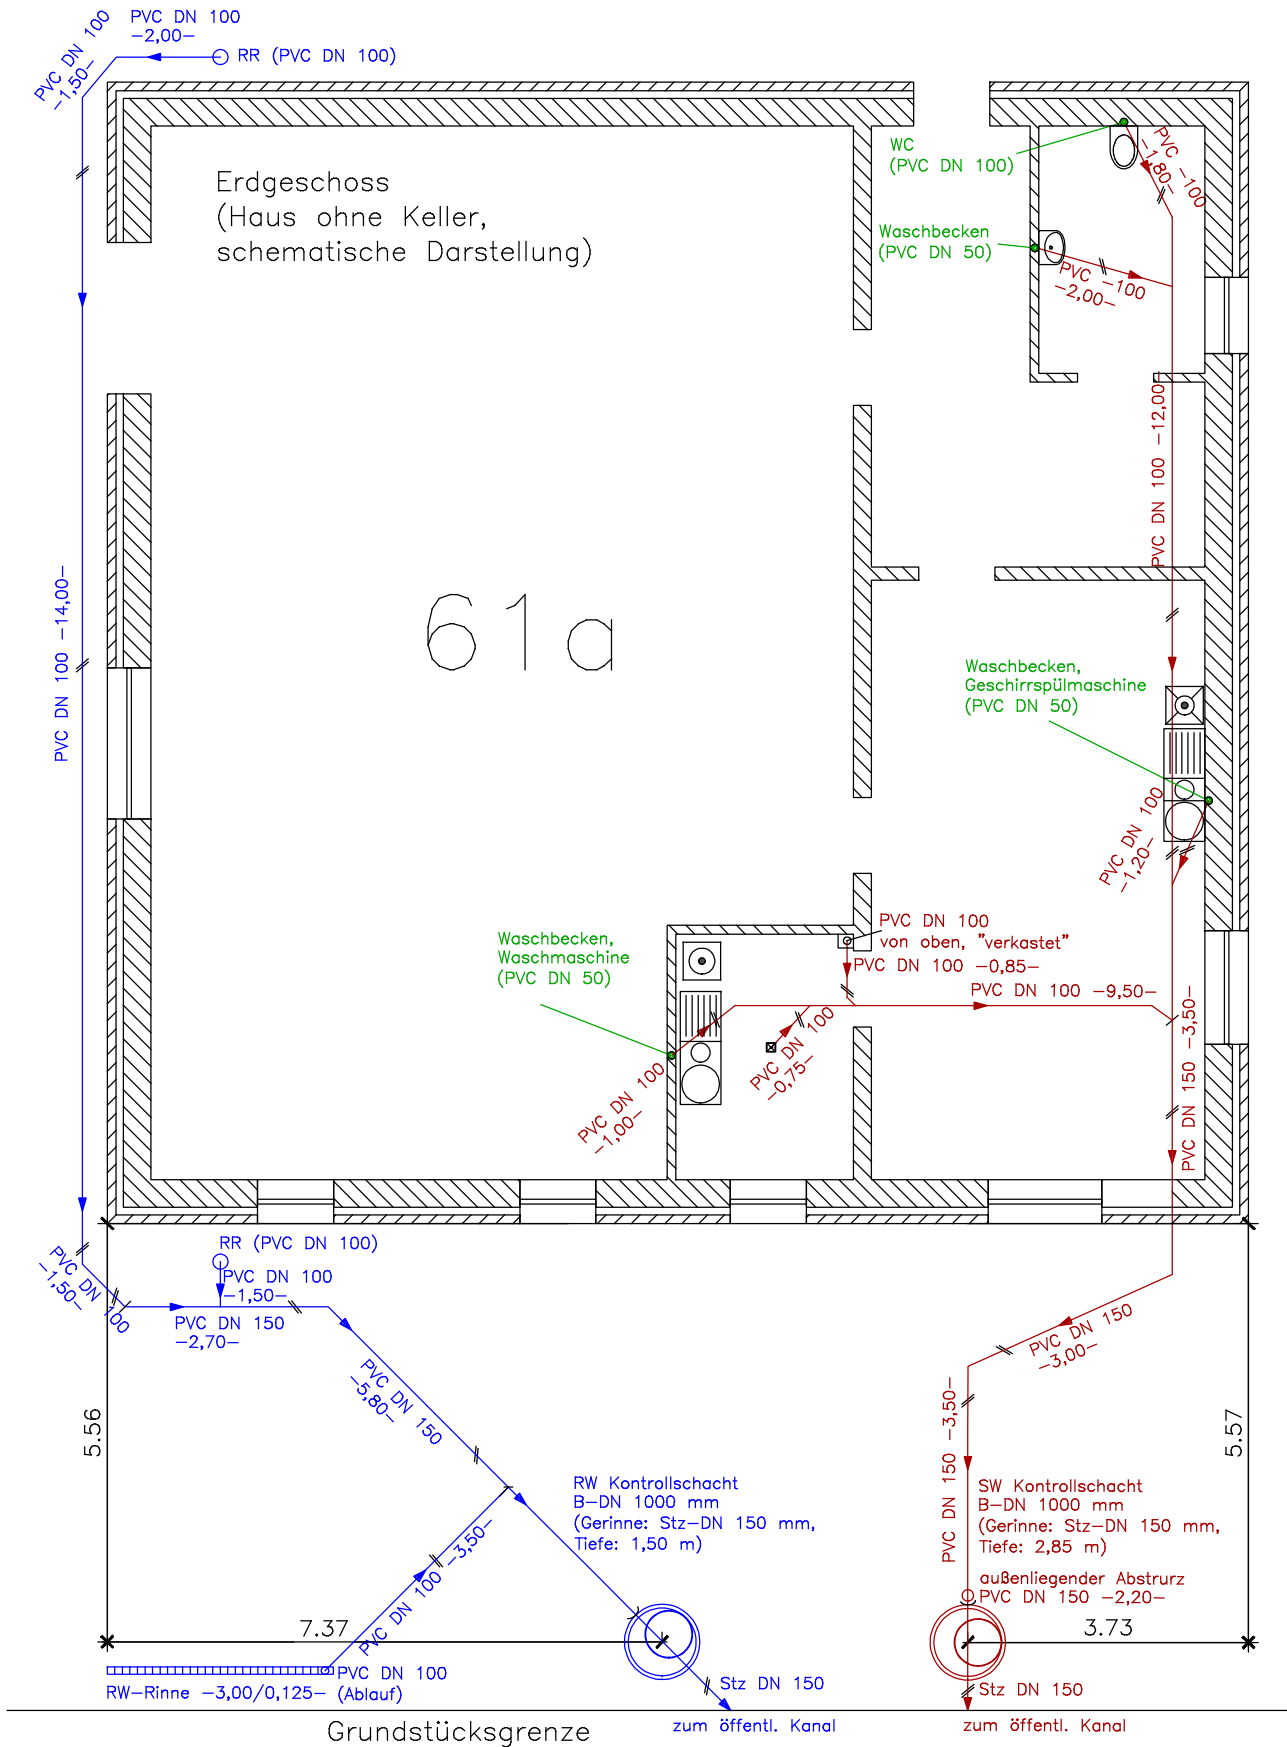 PVC DN 100
-2,00-
PVC DN 100
-1,50-
RR (PVC DN 100)
Erdgeschoss
(Haus ohne Keller,
schematische Darstellung)
WC
(PVC DN 100)
PVC -100
-1,80-
Waschbecken
(PVC DN 50)
PVC -100
-2,00-
PVC DN 100 -12,00-
PVC DN 100 -14,00-
61a
Waschbecken,
Geschirrspülmaschine
(PVC DN 50)
PVC DN 100
-1,20-
Waschbecken,
Waschmaschine
(PVC DN 50)
PVC DN 100
von oben, "verkastet"
PVC DN 100 -0,85-
PVC DN 100 -9,50-
PVC DN 100
-1,00-
PVC DN 100
-0,75-
PVC DN 150 -3,50-
RR (PVC DN 100)
PVC DN 100
-1,50-
PVC DN 100
-1,50-
PVC DN 150
-2,70-
PVC DN 150
-5,80-
PVC DN 150
-3,00-
5.56
5.57
PVC DN 150 -3,50-
RW Kontrollschacht
B-DN 1000 mm
(Gerinne: Stz-DN 150 mm,
Tiefe: 1,50 m)
SW Kontrollschacht
B-DN 1000 mm
(Gerinne: Stz-DN 150 mm,
Tiefe: 2,85 m)
außenliegender Abstrurz
PVC DN 150 -2,20-
PVC DN 100 -3,50-
7.37
3.73
PVC DN 100
RW-Rinne -3,00/0,125- (Ablauf)
Stz DN 150
Stz DN 150
zum öffentl. Kanal
zum öffentl. Kanal
Grundstücksgrenze